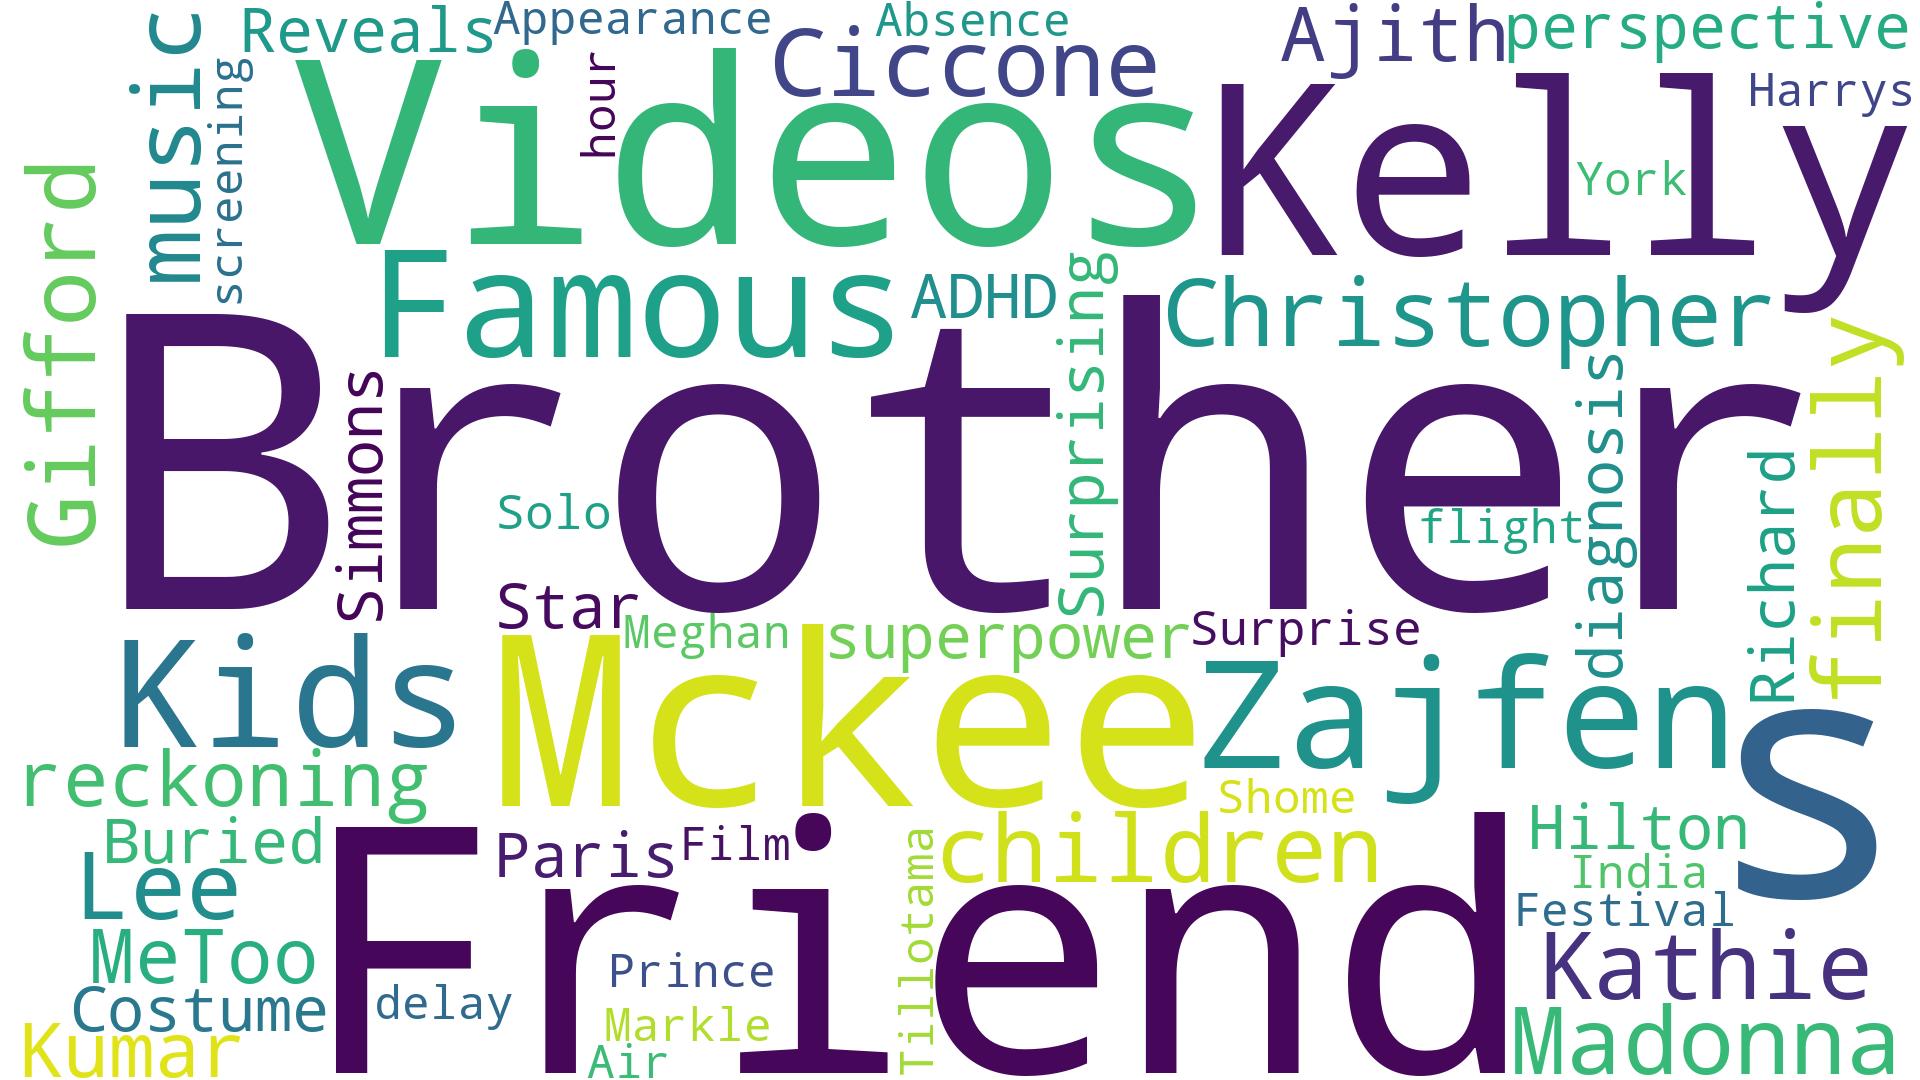 Reveals
Appearance
Absence
Ciccone
Ajith
perspective
music
screening
hour
Videos
Kelly
Harrys
York
Gifford
Famous
ADHD
Surprising
Christopher
Brother
Simmons
Solo
flight
diagnosis
Richard
finally
Star
Meghan
superpower
Surprise
Kids
Mckee
Zajfen
s
reckoning
Shome
Buried
Paris
Film
children
Hilton
India
Lee
Friend
Tillotama
Festival
MeToo
Prince
Kathie
Costume
delay
Markle
Madonna
Kumar
Air